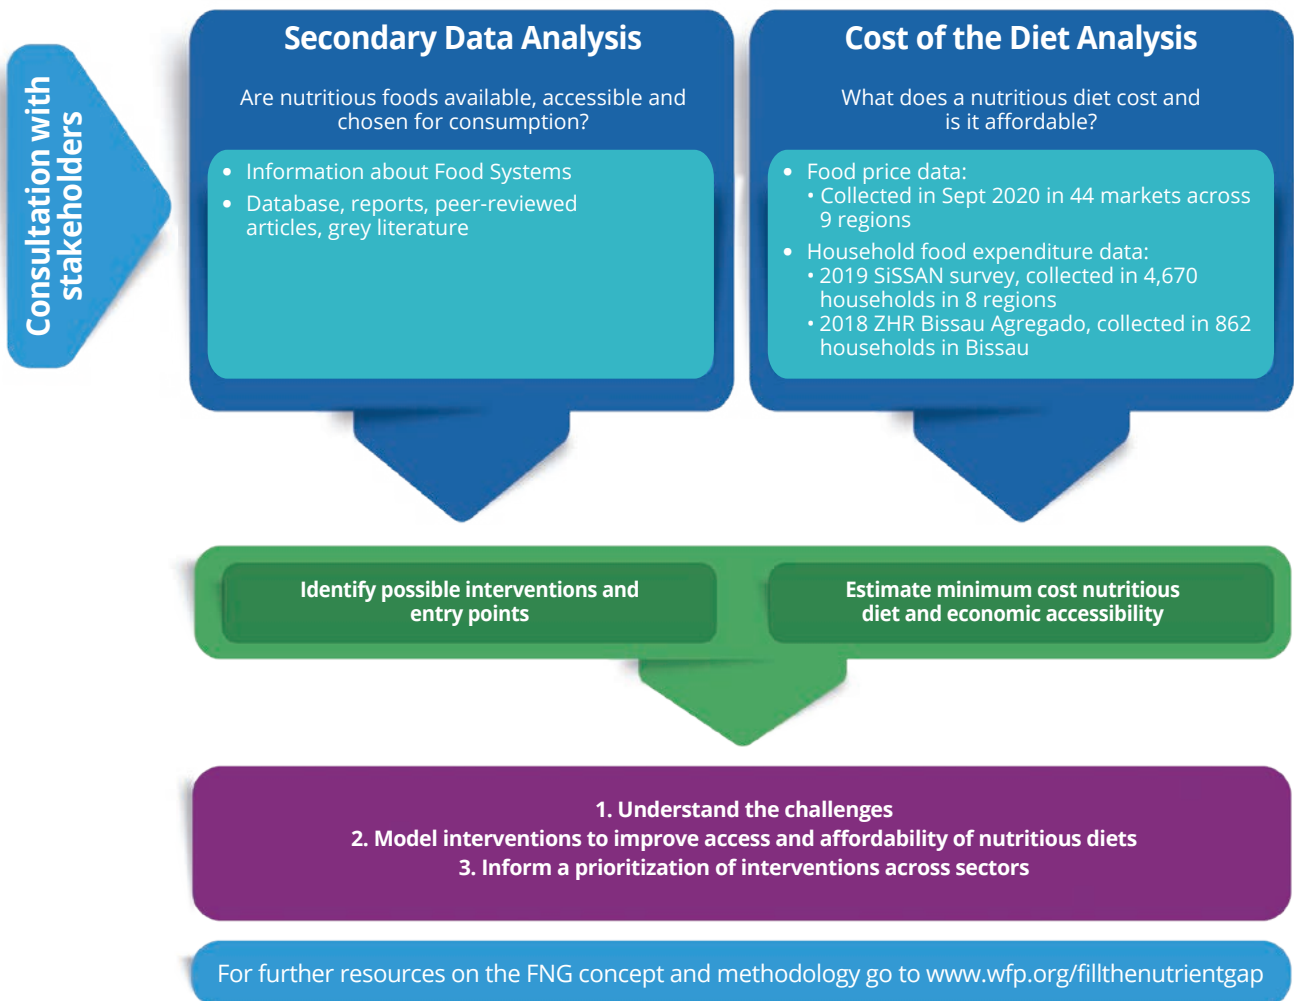 Consultation with
stakeholders
Secondary Data Analysis
Are nutritious foods available, accessible and
chosen for consumption?
• Information about Food Systems
• Database, reports, peer-reviewed
articles, grey literature
Cost of the Diet Analysis
What does a nutritious diet cost and
is it affordable?
• Food price data:
• Collected in Sept 2020 in 44 markets across
9 regions
• Household food expenditure data:
• 2019 SiSSAN survey, collected in 4,670
households in 8 regions
• 2018 ZHR Bissau Agregado, collected in 862
households in Bissau
Identify possible interventions and
entry points
Estimate minimum cost nutritious
diet and economic accessibility
1. Understand the challenges
2. Model interventions to improve access and affordability of nutritious diets
3. Inform a prioritization of interventions across sectors
For further resources on the FNG concept and methodology go to www.wfp.org/fillthenutrientgap